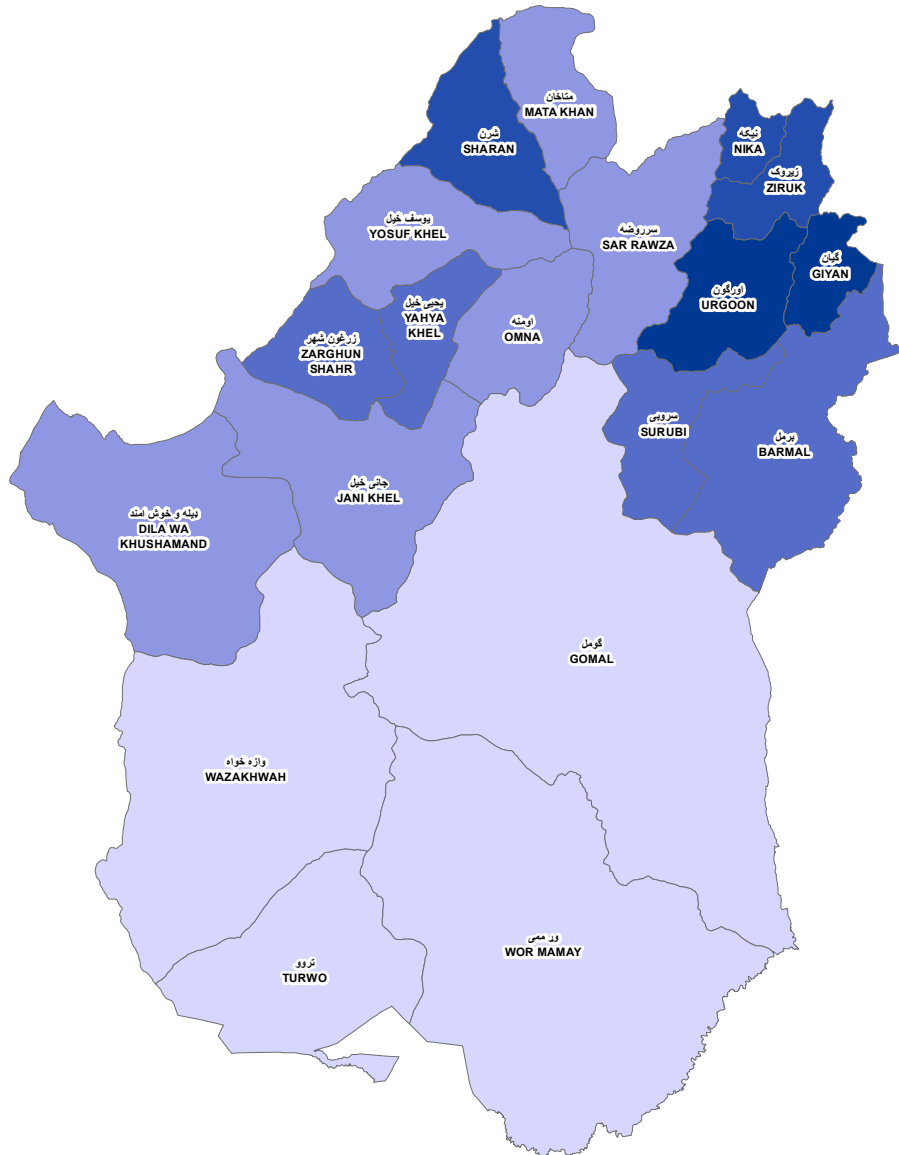 متاخان
MATA KHAN
شرن
SHARAN
نیکه
NIKA
زیروک
ZIRUK
یوسف خیل
YOSUF KHEL
سرروضه
SAR RAWZA
گیان
GIYAN
اورگون
URGOON
یحیی خیل
YAHYA
KHEL
اومنه
OMNA
زرغون شهر
ZARGHUN
SHAHR
سروبی
SURUBI
برمل
BARMAL
جانی خیل
JANI KHEL
دیله و خوش امند
DILA WA
KHUSHAMAND
گومل
GOMAL
وازه خواه
WAZAKHWAH
ور ممی
WOR MAMAY
تروو
TURWO